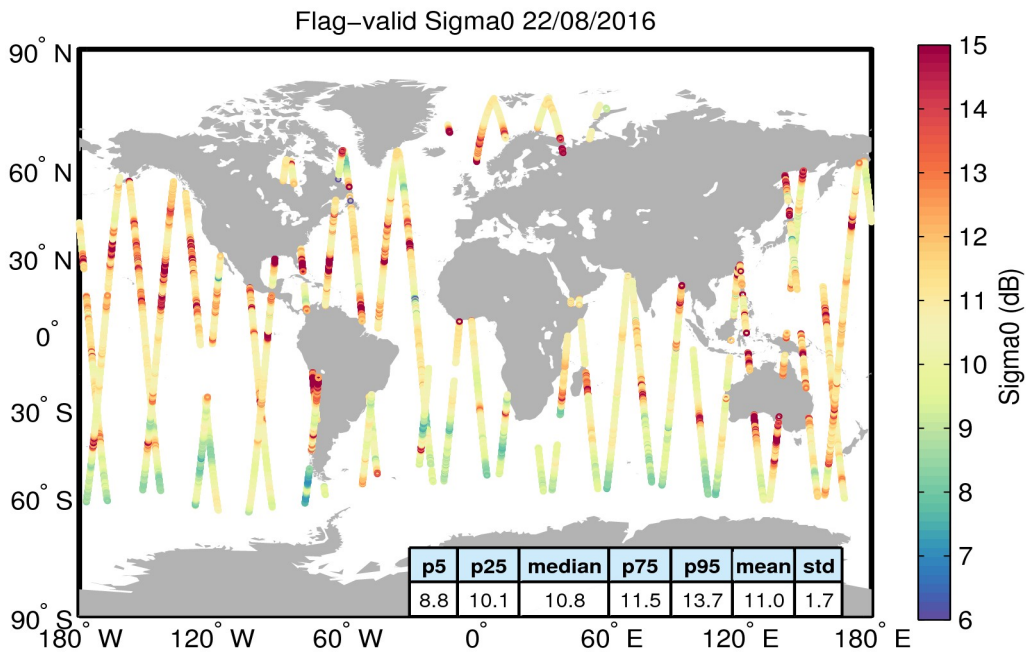 Flag−valid Sigma0 22/08/2016
90° N
60° N
30° N
0°
30° S
60° S
90° S
180° W
120° W
60° W
0°
60° E
120° E
180° E
p5 p25 median p75 p95 mean std
8.8 10.1 10.8 11.5 13.7 11.0 1.7
15
14
13
12
11
10
9
8
7
6
Sigma0 (dB)